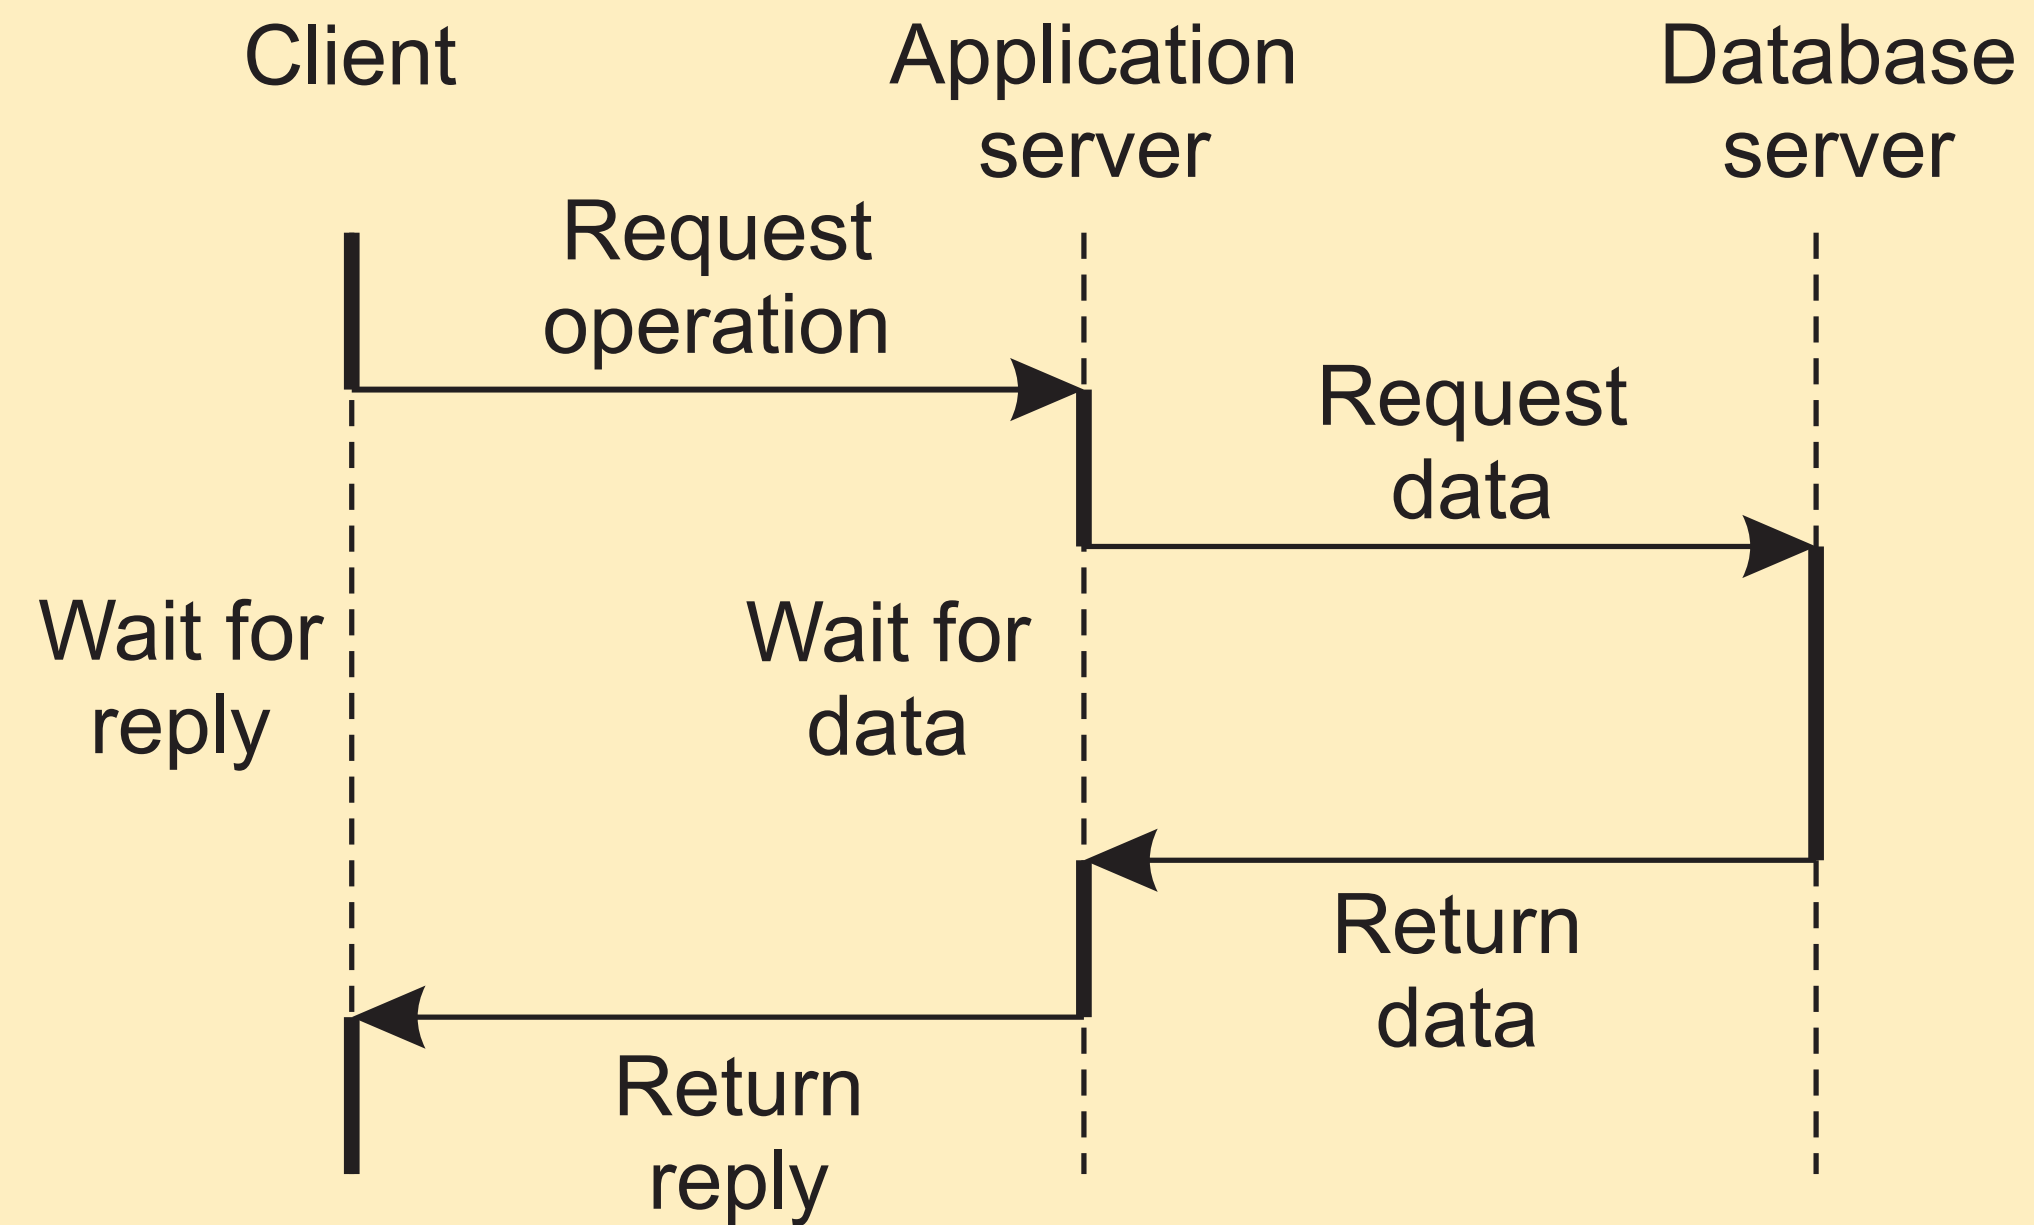 Client
Application
server
Database
server
Request
operation
Request
data
Wait for
reply
Wait for
data
Return
data
Return
reply